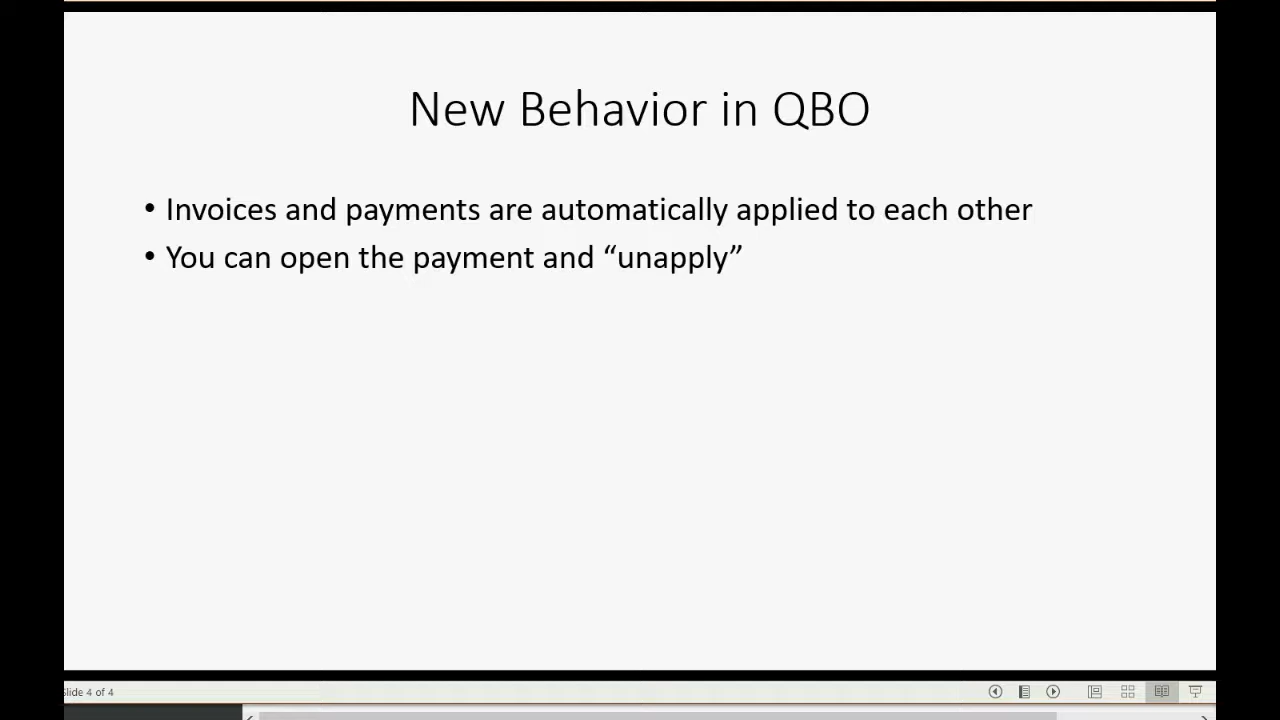 New Behavior in QBO
• Invoices and payments are automatically applied to each other
• You can open the payment and “unapply”
Slide 4 of 4